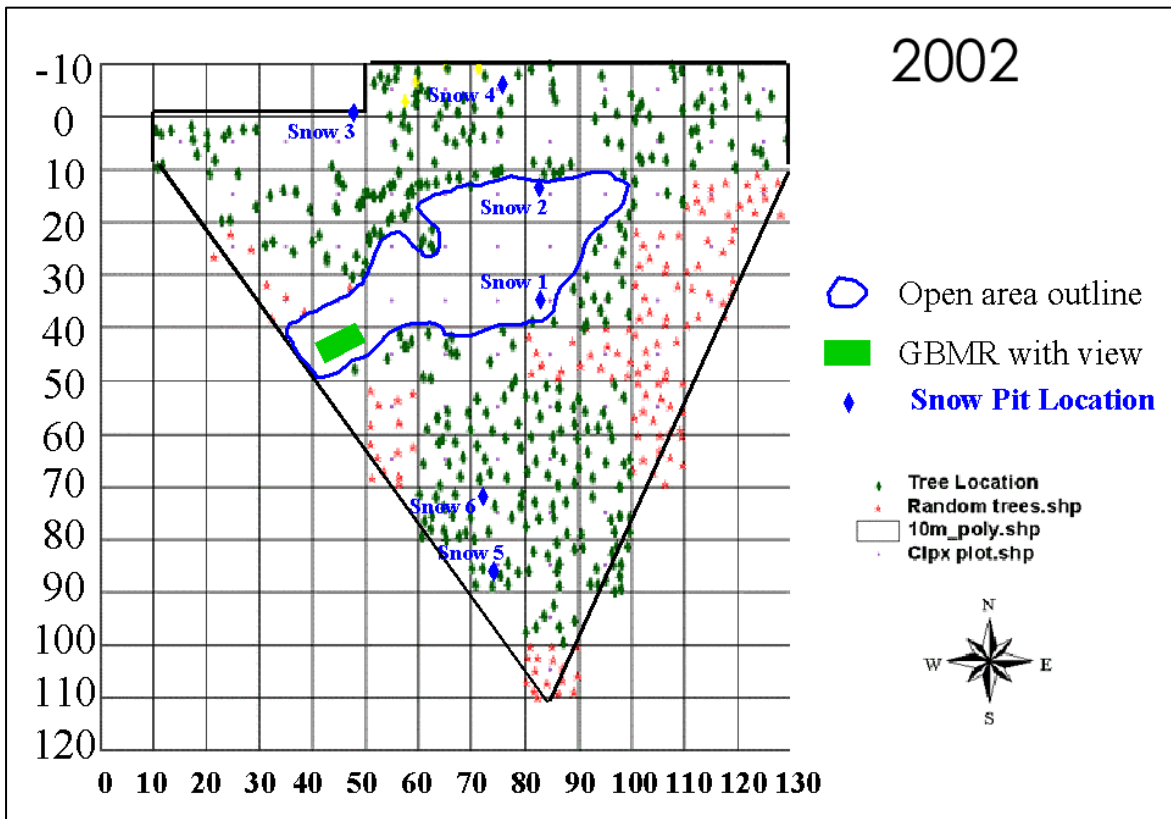 2002
-10
0
10
20
30
40
50
60
70
80
90
100
110
120
0 10 20 30 40 50 60 70 80 90 100 110 120 130
Snow 4
Snow 3
Snow 2
Snow 1
Snow 6
Snow 5
Open area outline
GBMR with view
Snow Pit Location
Tree Location
Random trees.shp
10m_poly.shp
Clpx plot.shp
N
W E
S